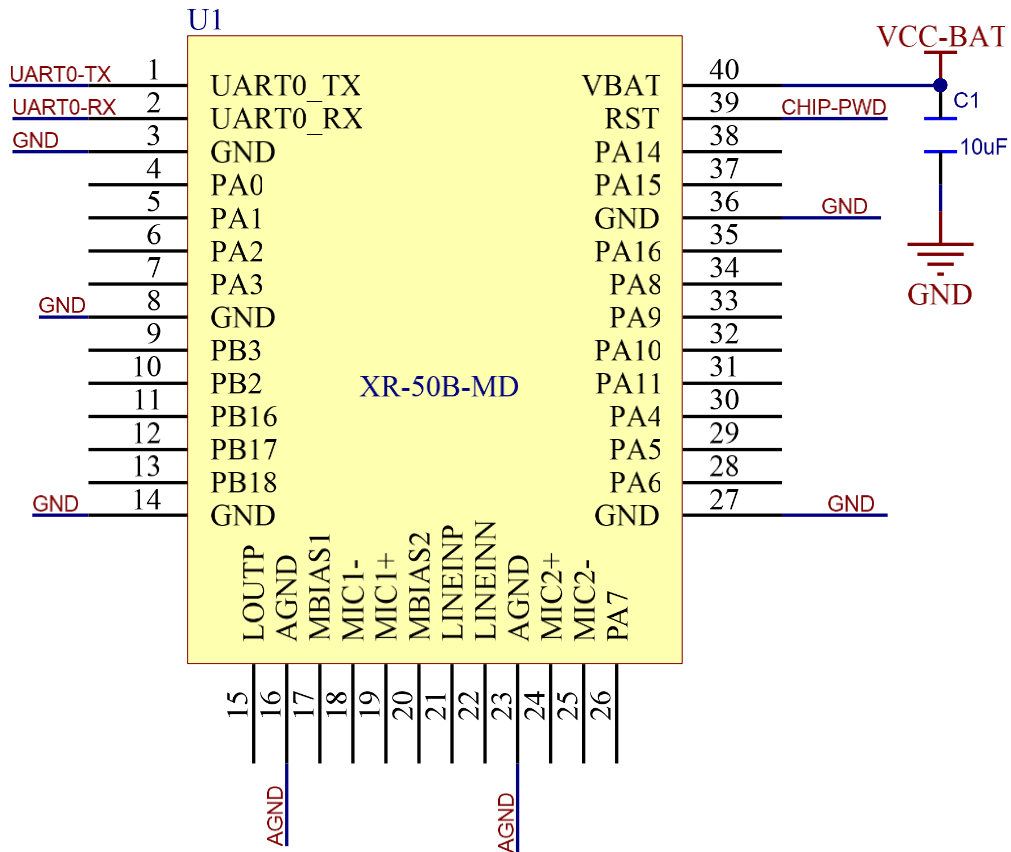 U1
VCC-BAT
UART0-TX 1 UART0_TX VBAT 40
UART0-RX 2 UART0_RX RST 39 CHIP-PWD C1
GND 3 GND PA14 38 10uF
4 PA0 PA15 37
5 PA1 GND 36 GND
6 PA2 PA16 35
7 PA3 PA8 34
GND 8 GND PA9 33 GND
9 PB3 PA10 32
10 PB2 XR-50B-MD PA11 31
11 PB16 PA4 30
12 PB17 PA5 29
13 PB18 PA6 28
GND 14 GND GND 27 GND
LOUTP AGND MBIAS1 MIC1- MIC1+ MBIAS2 LINEINP LINEINN AGND MIC2+ MIC2- PA7
15 16 17 18 19 20 21 22 23 24 25 26
AGND AGND